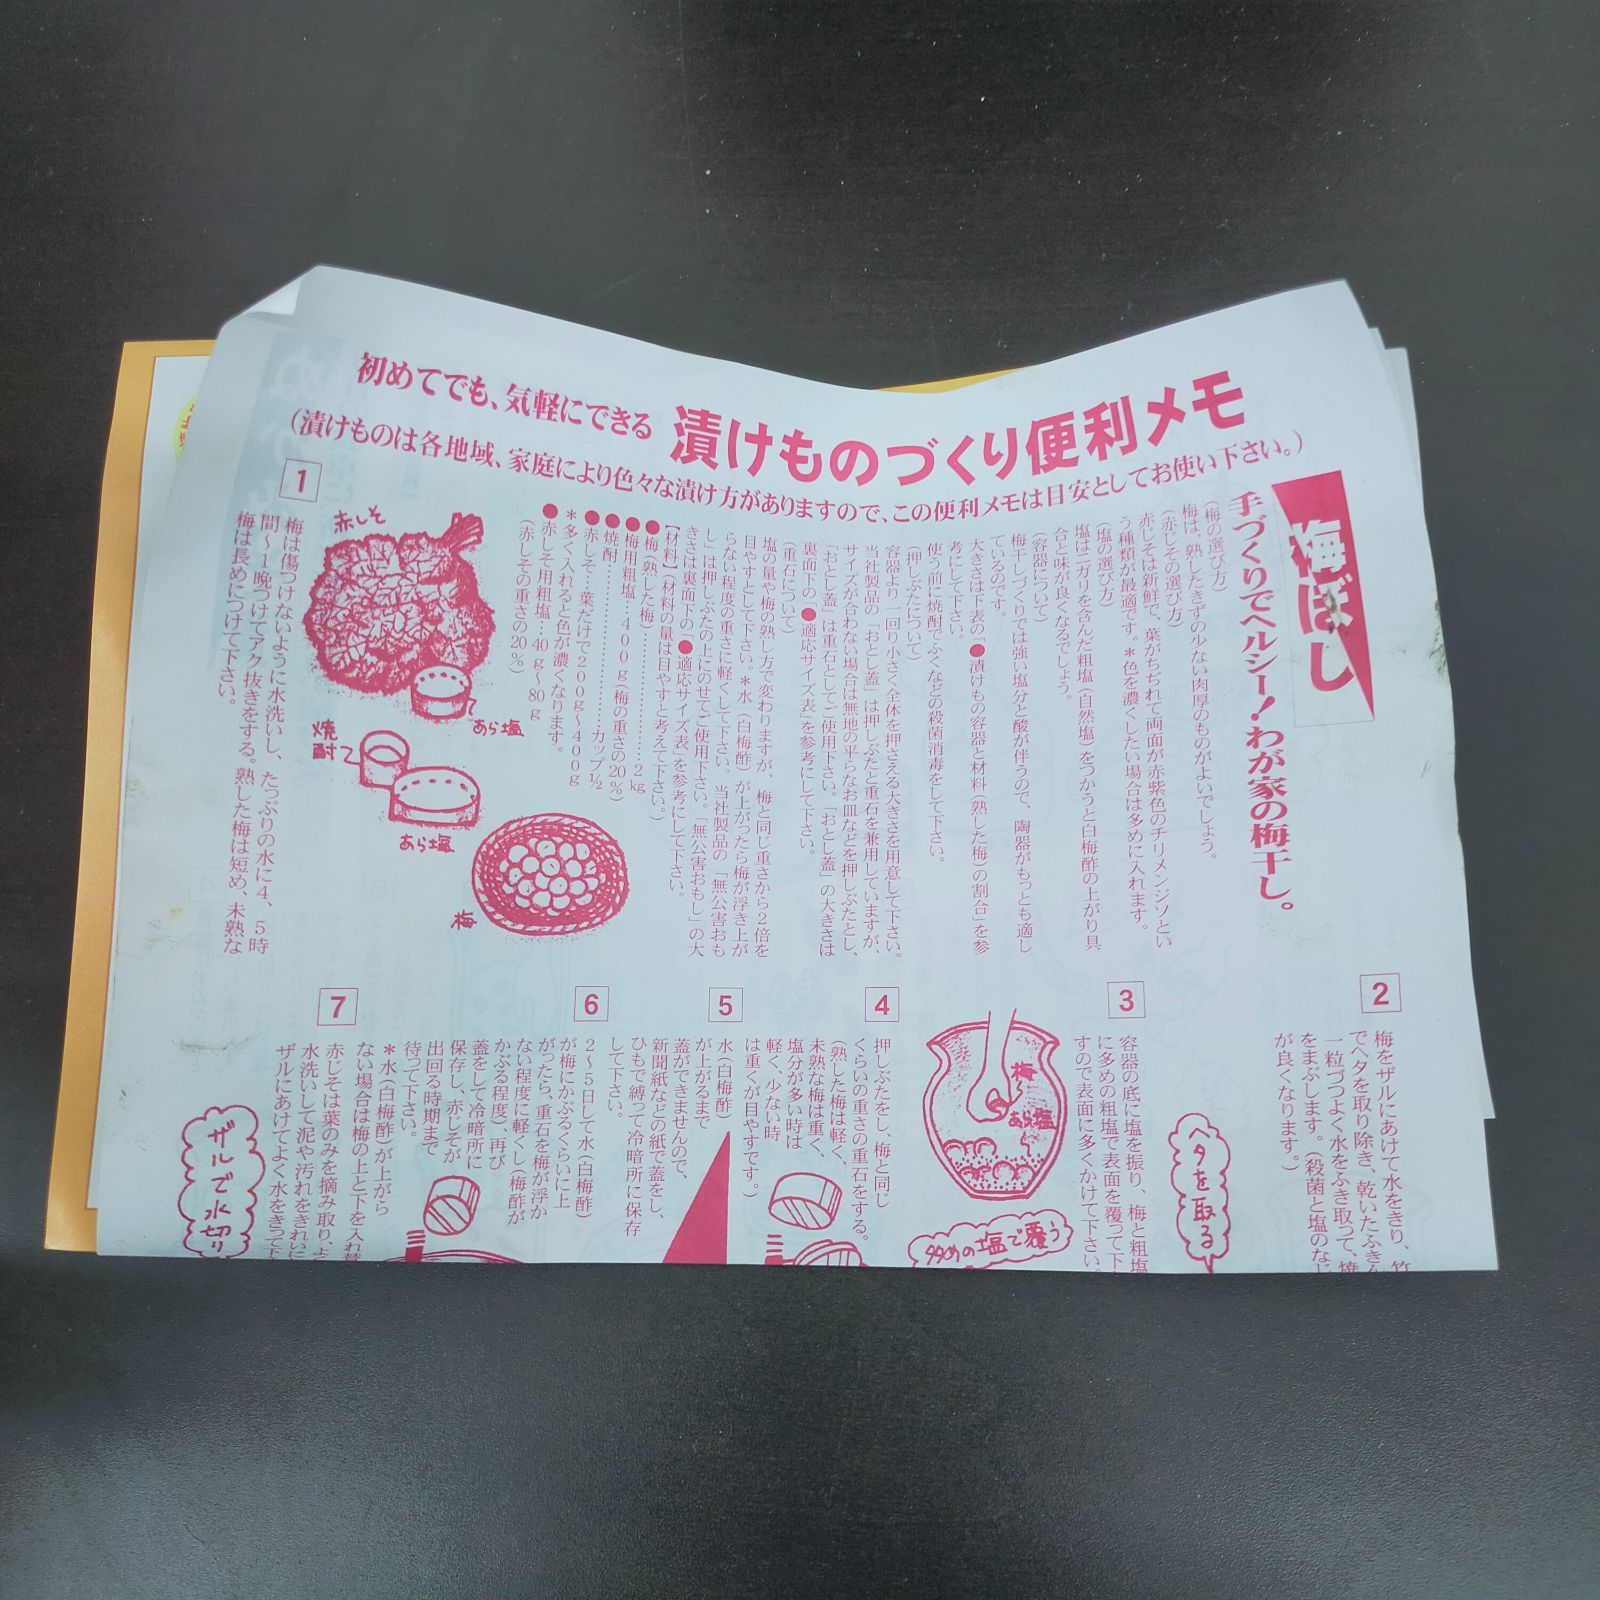 初めてでも、気軽にできる 漬けものづくり便利メモ
(漬けものは各地域、家庭により色々な漬け方がありますので、この便利メモは目安としてお使い下さい。)
梅ぼし
手づくりでヘルシー!わが家の梅干し。
(梅の選び方)
梅は、熟したきずの少ない肉厚のものがよいでしょう。
(赤じその選び方)
赤じそは新鮮で、葉がちぢれて両面が赤紫色のチリメンジソとい
う種類が最適です。*色を濃くしたい場合は多めに入れます。
(塩の選び方)
塩はニガリを含んだ粗塩(自然塩)をつかうと白梅酢の上がり具
合と味が良くなるでしょう。
(容器について)
梅干しづくりでは強い塩分と酸が伴うので、陶器がもっとも適し
ているのです。
大きさは下表の「●漬けもの容器と材料(熟した梅)の割合」を参
考にして下さい。
使う前に焼酎でふくなどの殺菌消毒をして下さい。
(押しぶたについて)
容器より一回り小さく全体を押さえる大きさを用意して下さい。
当社製品の「おとし蓋」は押しぶたと重石を兼用していますが、
サイズが合わない場合は無地の平らなお皿などを押しぶたとし、
「おとし蓋」は重石としてご使用下さい。「おとし蓋」の大きさは
裏面下の「●適応サイズ表」を参考にして下さい。
(重石について)
塩の量や梅の熟し方で変わりますが、梅と同じ重さから2倍を
目やすとして下さい。*水(白梅酢)が上がったら梅が浮き上が
らない程度の重さに軽くして下さい。当社製品の「無公害おも
し」は押しぶたの上にのせてご使用下さい。「無公害おもし」の大
きさは裏面下の「●適応サイズ表」を参考にして下さい。
【材料】(材料の量は目やすと考えて下さい。)
●梅(熟した梅)……………2kg
●梅用粗塩…400g(梅の重さの20%)
●焼酎……………カップ½
●赤しそ…葉だけで200g~400g
*多く入れると色が濃くなります。
●赤しそ用粗塩…40g~80g
(赤しその重さの20%)
1
赤しそ
あら塩
焼酎
あら塩
梅
梅は傷つけないように水洗いし、たっぷりの水に4、5時
間~1晩つけてアク抜きをする。熟した梅は短め、未熟な
梅は長めにつけて下さい。
2
梅をザルにあけて水をきり、竹
でヘタを取り除き、乾いたふきん
一粒づつよく水をふき取って、焼
をまぶします。(殺菌と塩のなじ
が良くなります。)
ヘタを取る
3
容器の底に塩を振り、梅と粗塩
に多めの粗塩で表面を覆って下
すので表面に多くかけて下さい。
梅
あら塩
多めの塩で覆う
4
押しぶたをし、梅と同じ
くらいの重さの重石をする。
(熟した梅は軽く、
未熟な梅は重く、
塩分が多い時は
軽く、少ない時
は重くが目やすです。)
5
水(白梅酢)
が上がるまで
蓋ができませんので、
新聞紙などの紙で蓋をし、
ひもで縛って冷暗所に保存
して下さい。
6
2~5日して水(白梅酢)
が梅にかぶるくらいに上
がったら、重石を梅が浮か
ない程度に軽くし(梅酢が
かぶる程度)、再び
蓋をして冷暗所に
保存し、赤じそが
出回る時期まで
待って下さい。
*水(白梅酢)が上がら
ない場合は梅の上と下を入れ替
7
赤じそは葉のみを摘み取り、よ
水洗いして泥や汚れをきれいに
ザルにあけてよく水をきって下
ザルで水切り